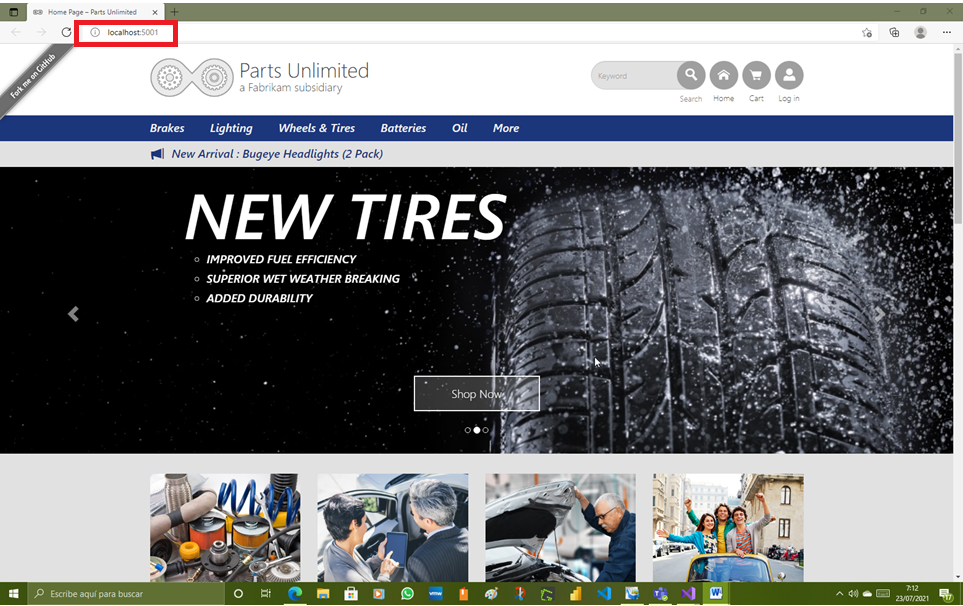 Home Page – Parts Unlimited
localhost:5001
Fork me on GitHub
Parts Unlimited
a Fabrikam subsidiary
Keyword
Search Home Cart Log in
Brakes Lighting Wheels & Tires Batteries Oil More
New Arrival : Bugeye Headlights (2 Pack)
NEW TIRES
IMPROVED FUEL EFFICIENCY
SUPERIOR WET WEATHER BREAKING
ADDED DURABILITY
Shop Now
Escribe aquí para buscar
vmw
7:12
23/07/2021
17